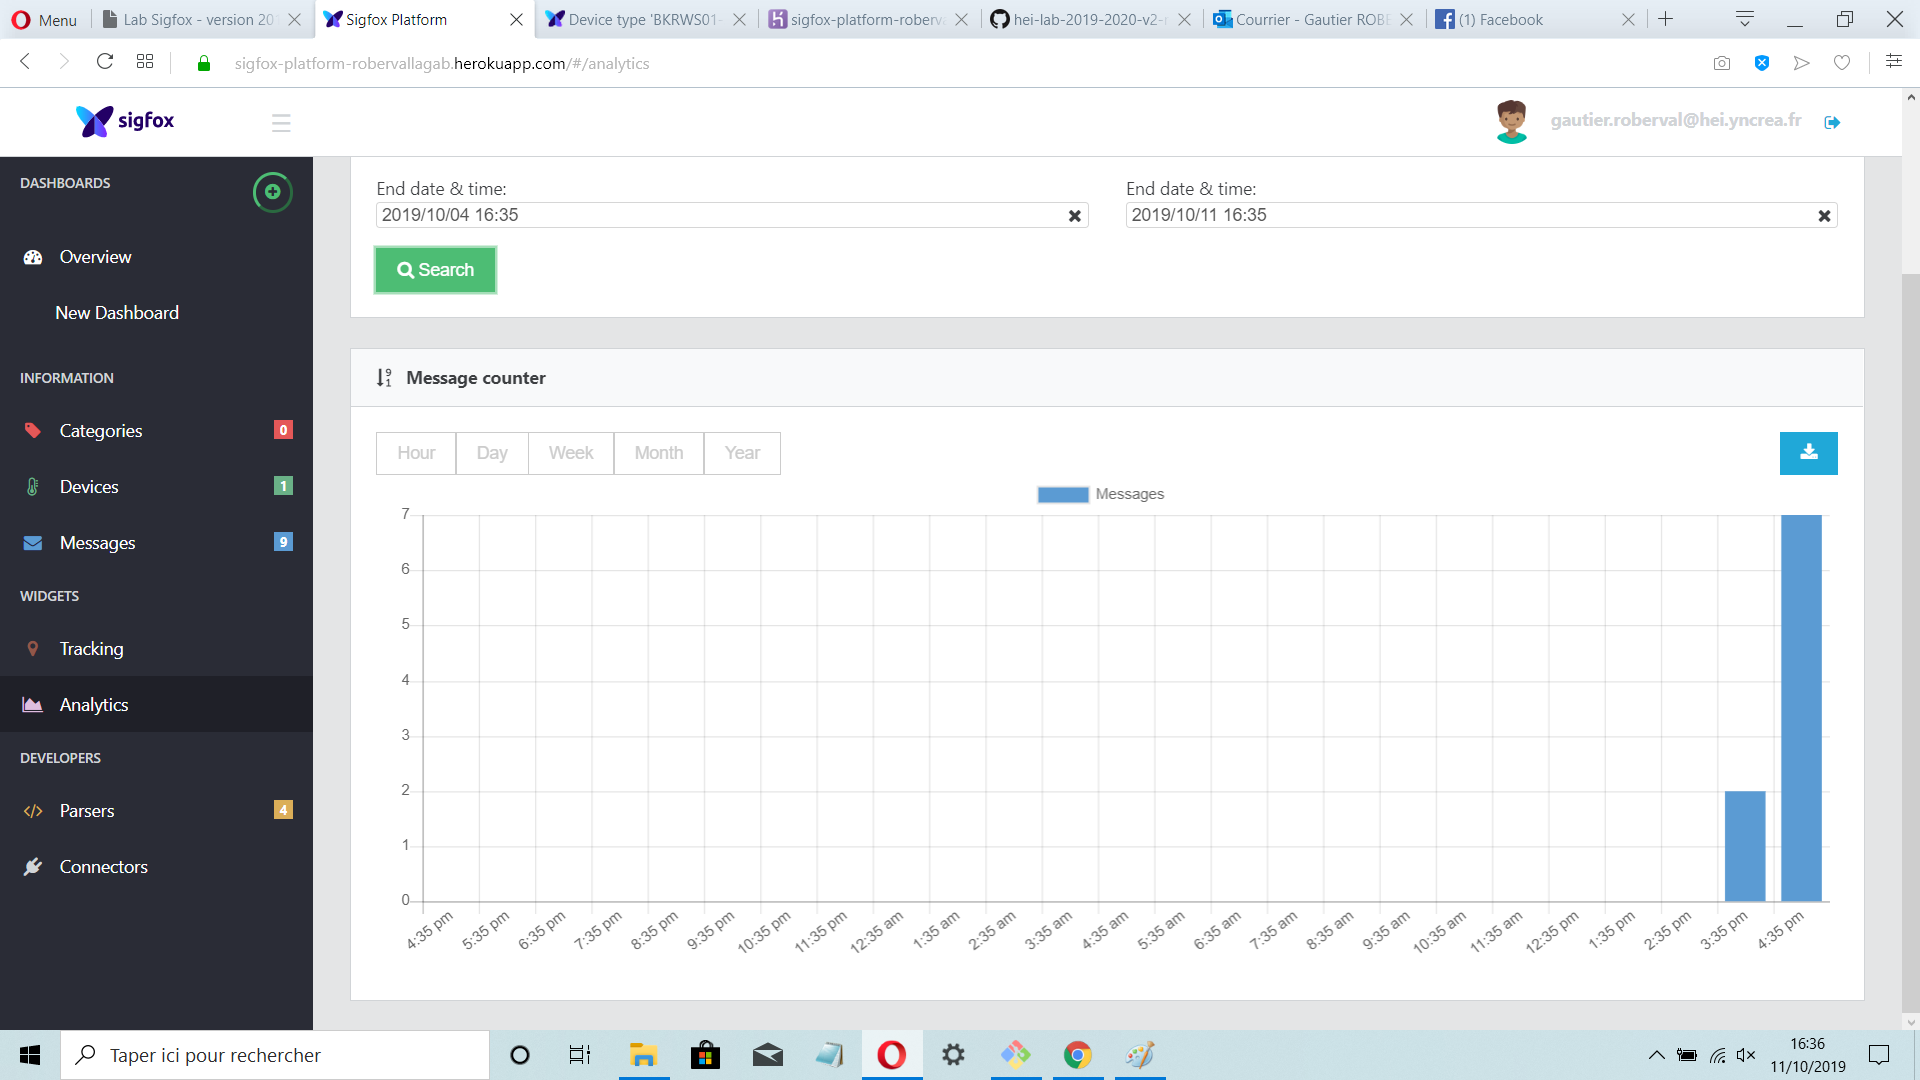 Menu
Lab Sigfox - version 20
Sigfox Platform
Device type 'BKRWS01-
sigfox-platform-roberva
hei-lab-2019-2020-v2-r
Courrier - Gautier ROBE
(1) Facebook
sigfox-platform-robervallagab.herokuapp.com/#/analytics
sigfox
gautier.roberval@hei.yncrea.fr
DASHBOARDS
Overview
New Dashboard
INFORMATION
Categories 0
Devices 1
Messages 9
WIDGETS
Tracking
Analytics
DEVELOPERS
Parsers 4
Connectors
End date & time:
2019/10/04 16:35
End date & time:
2019/10/11 16:35
Search
Message counter
Hour Day Week Month Year
Messages
7
6
5
4
3
2
1
0
4:35 pm 5:35 pm 6:35 pm 7:35 pm 8:35 pm 9:35 pm 10:35 pm 11:35 pm 12:35 am 1:35 am 2:35 am 3:35 am 4:35 am 5:35 am 6:35 am 7:35 am 8:35 am 9:35 am 10:35 am 11:35 am 12:35 pm 1:35 pm 2:35 pm 3:35 pm 4:35 pm
Taper ici pour rechercher
16:36
11/10/2019